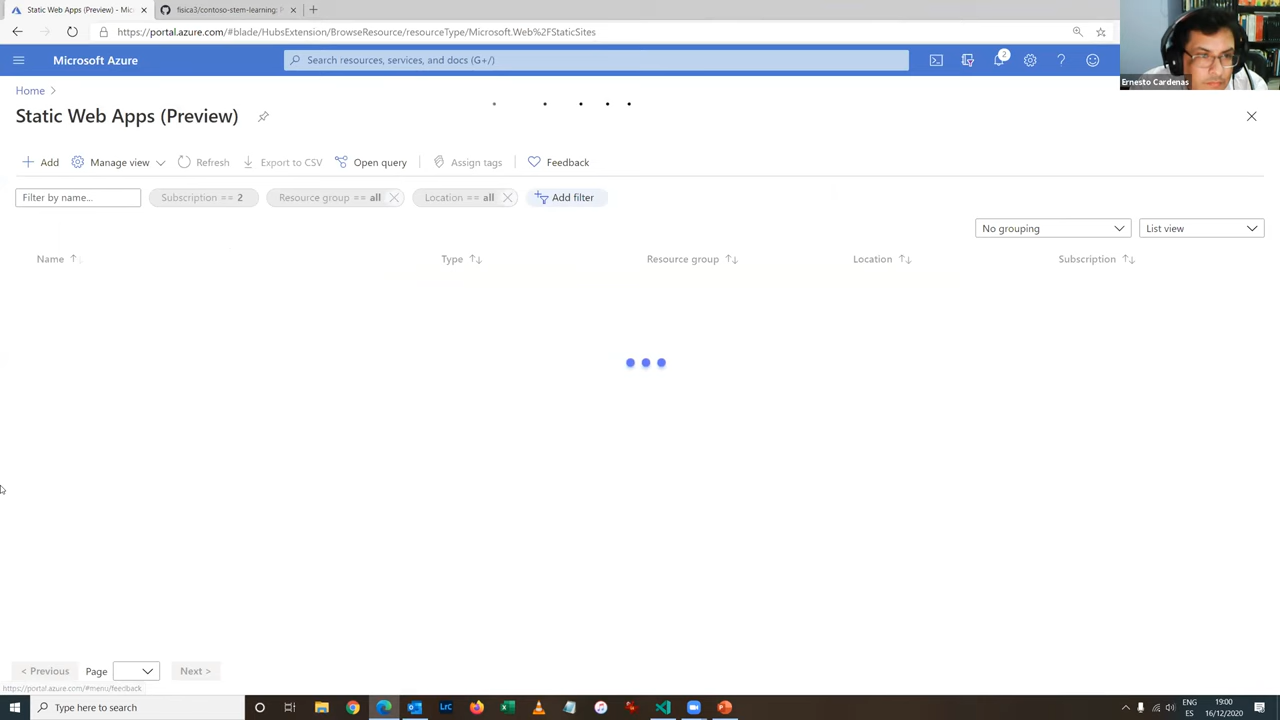 Static Web Apps (Preview) - Mic
fisica3/contoso-stem-learning: P
https://portal.azure.com/#blade/HubsExtension/BrowseResource/resourceType/Microsoft.Web%2FStaticSites
Microsoft Azure
Search resources, services, and docs (G+/)
2
Ernesto Cardenas
Home
Static Web Apps (Preview)
Add
Manage view
Refresh
Export to CSV
Open query
Assign tags
Feedback
Filter by name...
Subscription == 2
Resource group == all
Location == all
Add filter
No grouping
List view
Name
Type
Resource group
Location
Subscription
< Previous
Page
Next >
https://portal.azure.com/#menu/feedback
Type here to search
LrC
ENG
ES
19:00
16/12/2020